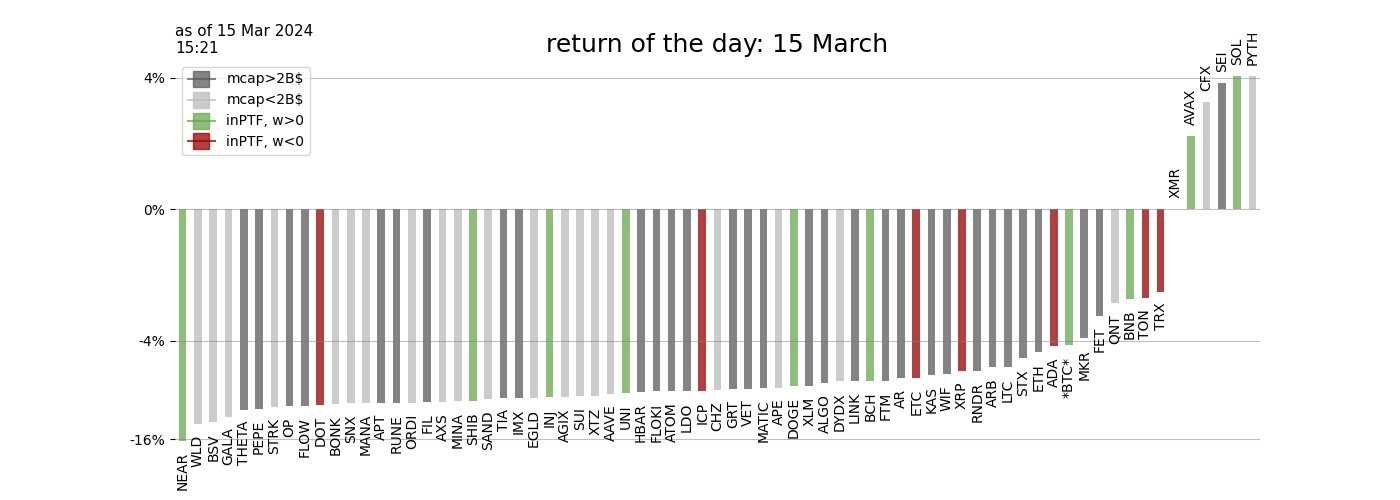 as of 15 Mar 2024
15:21
return of the day: 15 March
mcap>2B$
mcap<2B$
inPTF, w>0
inPTF, w<0
4%
0%
-4%
-16%
NEAR
WLD
BSV
GALA
THETA
PEPE
STRK
OP
FLOW
DOT
BONK
SNX
MANA
APT
RUNE
ORDI
FIL
AXS
MINA
SHIB
SAND
TIA
IMX
EGLD
INJ
AGIX
SUI
XTZ
AAVE
UNI
HBAR
FLOKI
ATOM
LDO
ICP
CHZ
GRT
VET
MATIC
APE
DOGE
XLM
ALGO
DYDX
LINK
BCH
FTM
AR
ETC
KAS
WIF
XRP
RNDR
ARB
LTC
STX
ETH
ADA
*BTC*
MKR
FET
QNT
BNB
TON
TRX
XMR
AVAX
CFX
SEI
SOL
PYTH